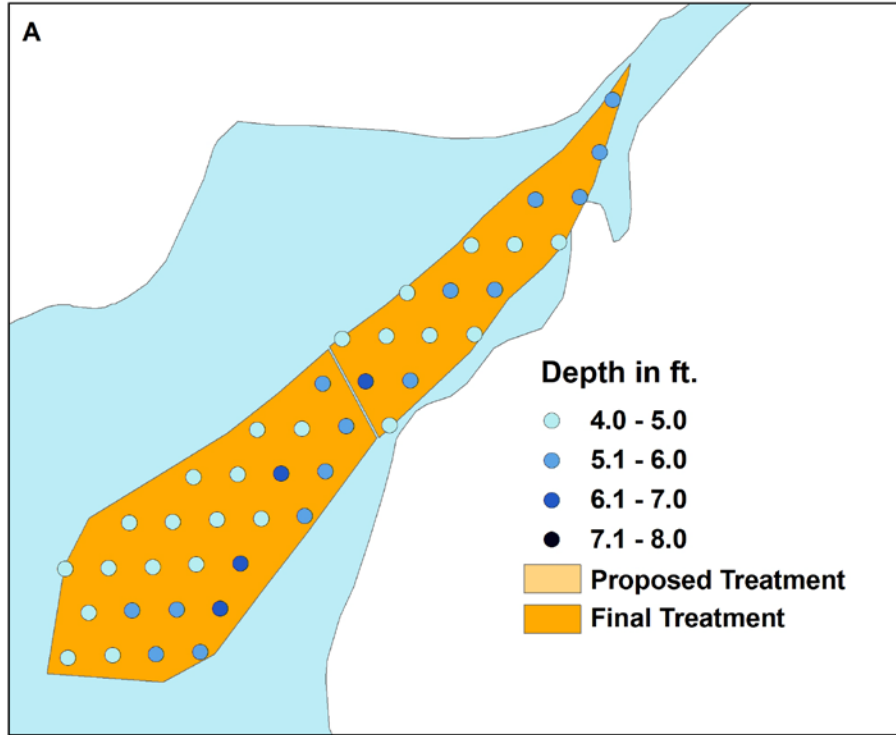 A
Depth in ft.
4.0 - 5.0
5.1 - 6.0
6.1 - 7.0
7.1 - 8.0
Proposed Treatment
Final Treatment